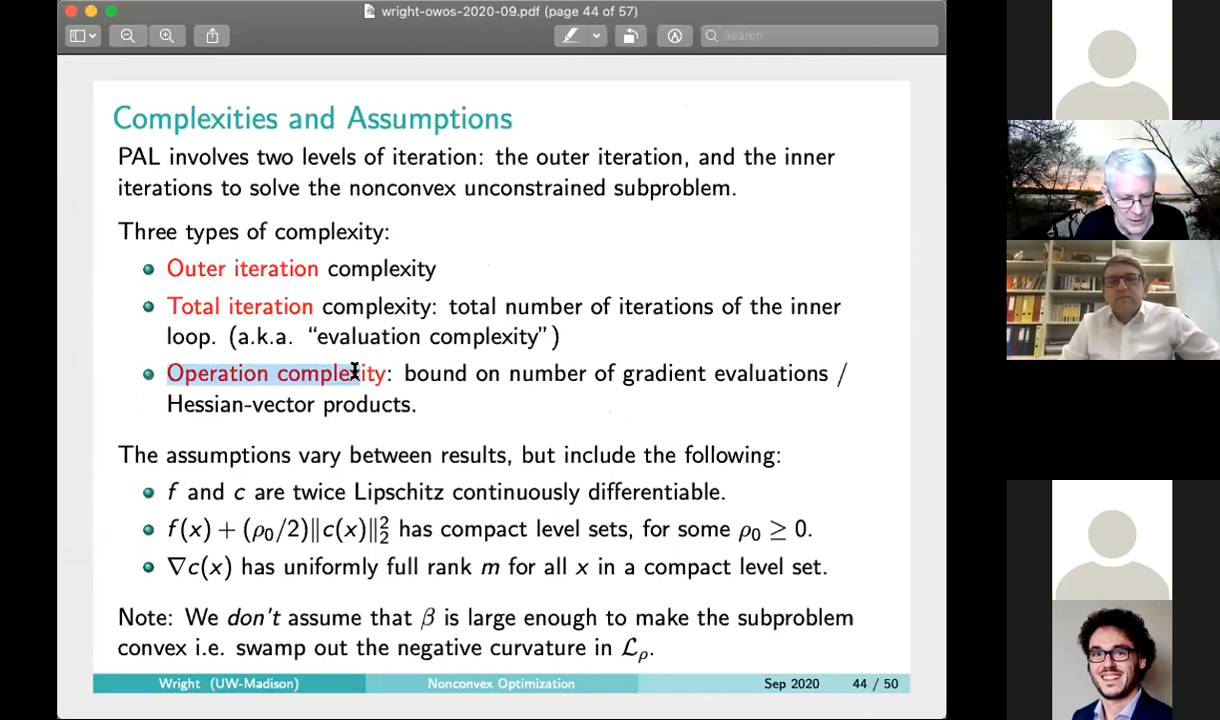 wright-owos-2020-09.pdf (page 44 of 57)
Search
Complexities and Assumptions
PAL involves two levels of iteration: the outer iteration, and the inner
iterations to solve the nonconvex unconstrained subproblem.
Three types of complexity:
Outer iteration complexity
Total iteration complexity: total number of iterations of the inner
loop. (a.k.a. “evaluation complexity”)
Operation complexity: bound on number of gradient evaluations /
Hessian-vector products.
The assumptions vary between results, but include the following:
f and c are twice Lipschitz continuously differentiable.
f(x) + (ρ₀/2)‖c(x)‖₂² has compact level sets, for some ρ₀ ≥ 0.
∇c(x) has uniformly full rank m for all x in a compact level set.
Note: We don't assume that β is large enough to make the subproblem
convex i.e. swamp out the negative curvature in ℒρ.
Wright (UW-Madison) Nonconvex Optimization Sep 2020 44 / 50